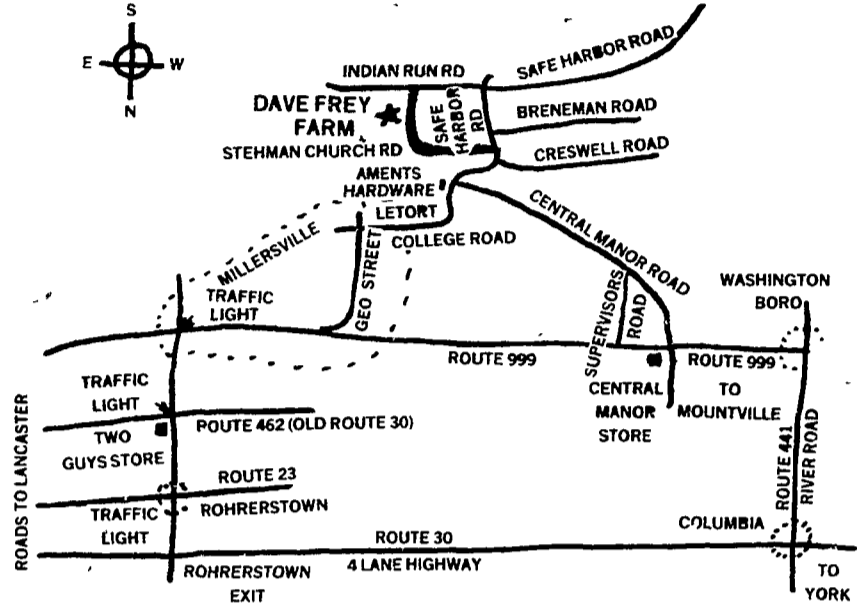 S
E W
N
INDIAN RUN RD
SAFE HARBOR ROAD
DAVE FREY
FARM
SAFE
HARBOR
RD
BRENEMAN ROAD
STEHMAN CHURCH RD
CRESWELL ROAD
AMENTS
HARDWARE
LETORT
CENTRAL MANOR ROAD
MILLERSVILLE
GEO STREET
COLLEGE ROAD
WASHINGTON
BORO
TRAFFIC
LIGHT
SUPERVISORS
ROAD
ROUTE 999
ROUTE 999
TRAFFIC
LIGHT
CENTRAL
MANOR
STORE
TO
MOUNTVILLE
POUTE 462 (OLD ROUTE 30)
TWO
GUYS STORE
ROUTE 441
RIVER ROAD
ROADS TO LANCASTER
ROUTE 23
ROHRERSTOWN
TRAFFIC
LIGHT
COLUMBIA
ROUTE 30
4 LANE HIGHWAY
ROHRERSTOWN
EXIT
TO
YORK